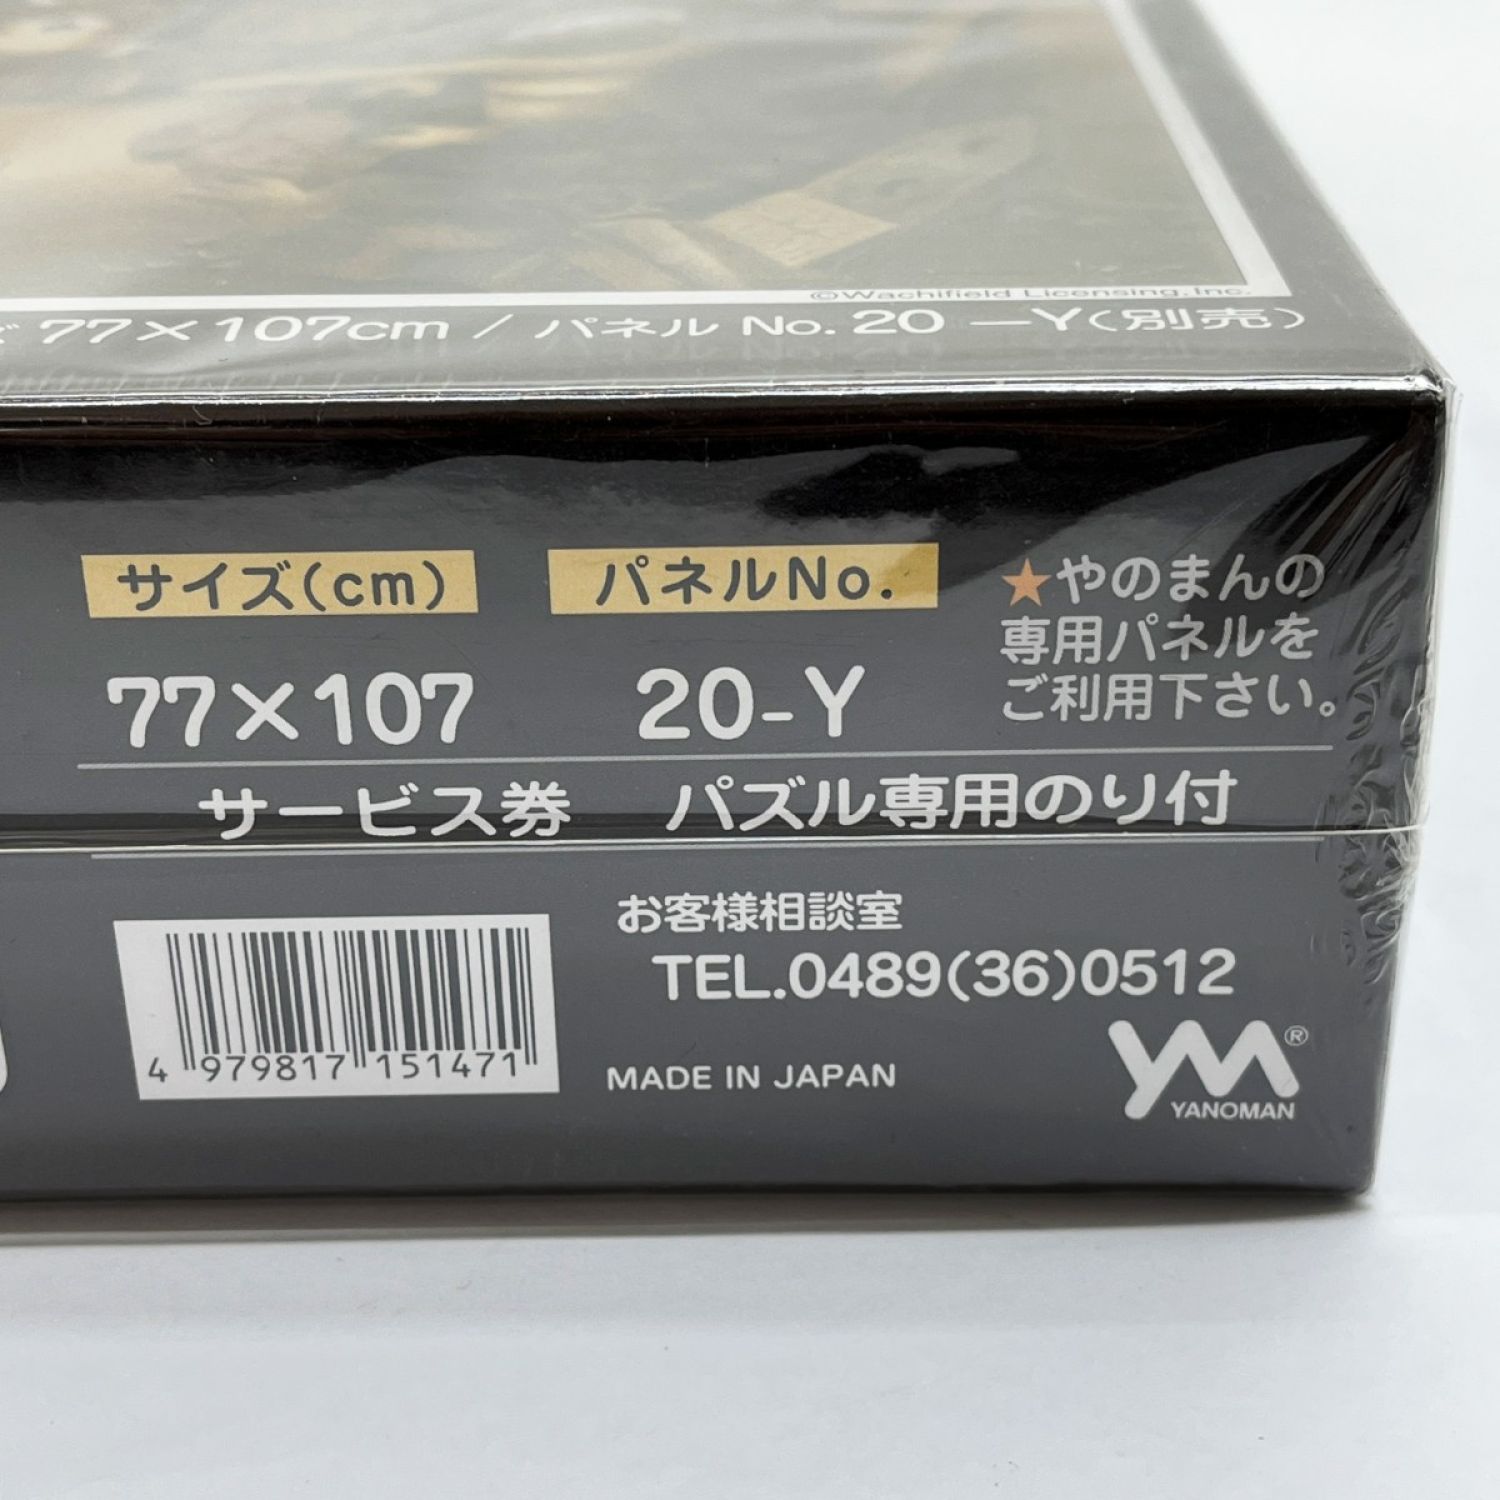 ©Wachifield Licensing.Inc.
ズ 77×107cm / パネル No. 20 －Y(別売)
サイズ(cm) パネルNo. ★やのまんの
専用パネルを
77×107 20-Y ご利用下さい。
サービス券 パズル専用のり付
お客様相談室
TEL.0489(36)0512
4 979817 151471
MADE IN JAPAN
YM®
YANOMAN